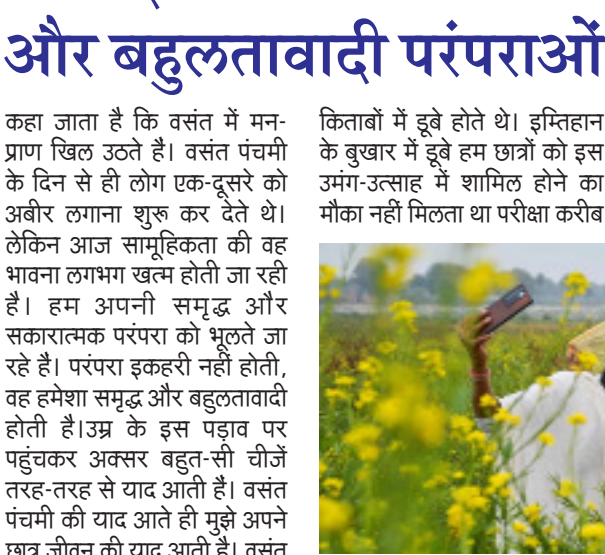 और बहुलतावादी परंपराओं
कहा जाता है कि वसंत में मन-
प्राण खिल उठते हैं। वसंत पंचमी
के दिन से ही लोग एक-दूसरे को
अबीर लगाना शुरू कर देते थे।
लेकिन आज सामूहिकता की वह
भावना लगभग खत्म होती जा रही
है। हम अपनी समृद्ध और
सकारात्मक परंपरा को भूलते जा
रहे हैं। परंपरा इकहरी नहीं होती,
वह हमेशा समृद्ध और बहुलतावादी
होती है।उम्र के इस पड़ाव पर
पहुंचकर अक्सर बहुत-सी चीजें
तरह-तरह से याद आती हैं। वसंत
पंचमी की याद आते ही मुझे अपने
छात्र जीवन की याद आती है। वसंत
किताबों में डूबे होते थे। इम्तिहान
के बुखार में डूबे हम छात्रों को इस
उमंग-उत्साह में शामिल होने का
मौका नहीं मिलता था परीक्षा करीब